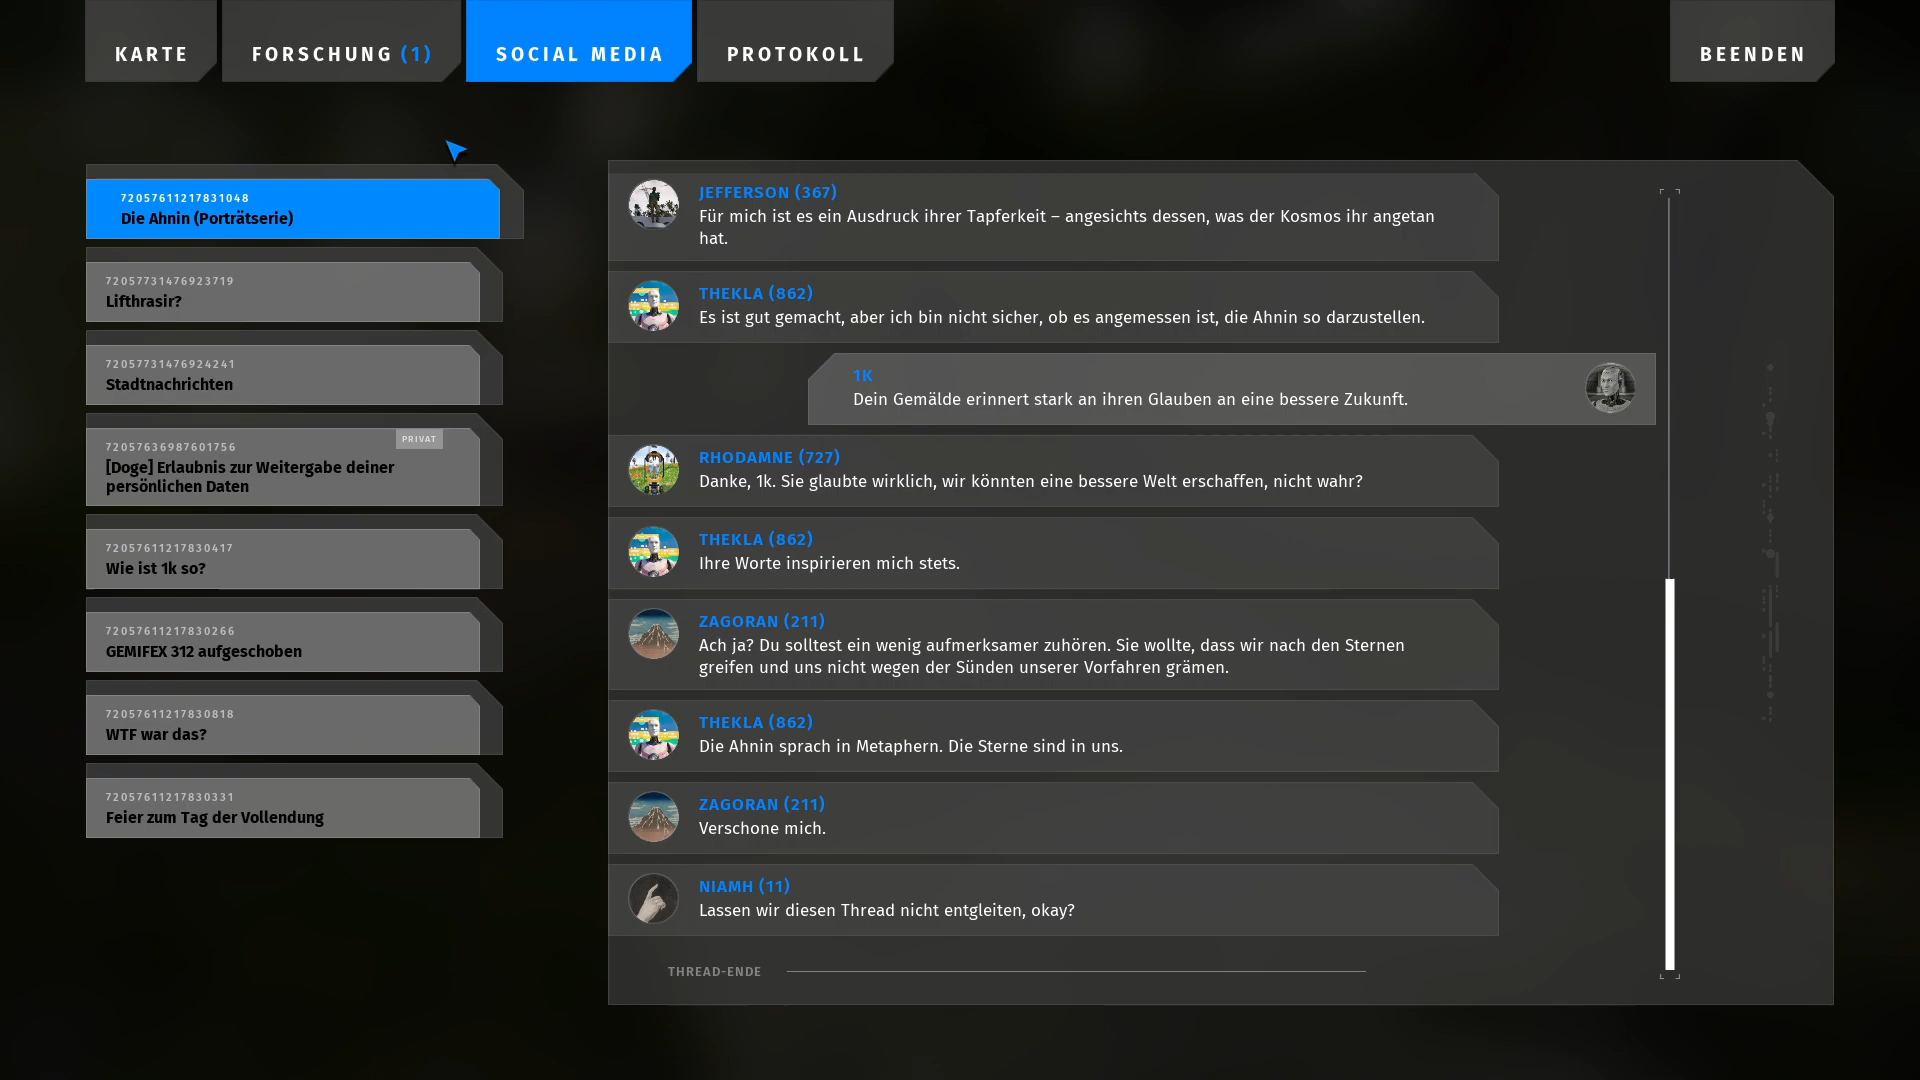 KARTE
FORSCHUNG (1)
SOCIAL MEDIA
PROTOKOLL
BEENDEN
72057611217831048
Die Ahnin (Porträtserie)
72057731476923719
Lifthrasir?
72057731476924241
Stadtnachrichten
72057636987601756
PRIVAT
[Doge] Erlaubnis zur Weitergabe deiner
persönlichen Daten
72057611217830417
Wie ist 1k so?
72057611217830266
GEMIFEX 312 aufgeschoben
72057611217830818
WTF war das?
72057611217830331
Feier zum Tag der Vollendung
JEFFERSON (367)
Für mich ist es ein Ausdruck ihrer Tapferkeit – angesichts dessen, was der Kosmos ihr angetan
hat.
THEKLA (862)
Es ist gut gemacht, aber ich bin nicht sicher, ob es angemessen ist, die Ahnin so darzustellen.
1K
Dein Gemälde erinnert stark an ihren Glauben an eine bessere Zukunft.
RHODAMNE (727)
Danke, 1k. Sie glaubte wirklich, wir könnten eine bessere Welt erschaffen, nicht wahr?
THEKLA (862)
Ihre Worte inspirieren mich stets.
ZAGORAN (211)
Ach ja? Du solltest ein wenig aufmerksamer zuhören. Sie wollte, dass wir nach den Sternen
greifen und uns nicht wegen der Sünden unserer Vorfahren grämen.
THEKLA (862)
Die Ahnin sprach in Metaphern. Die Sterne sind in uns.
ZAGORAN (211)
Verschone mich.
NIAMH (11)
Lassen wir diesen Thread nicht entgleiten, okay?
THREAD-ENDE